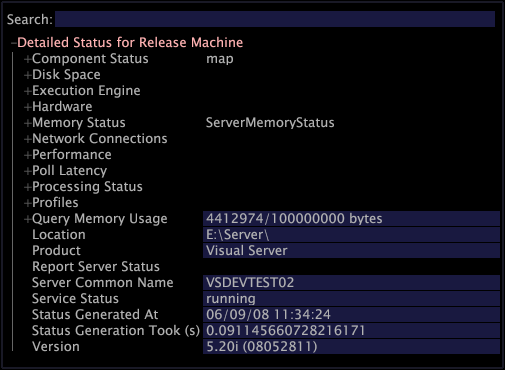 Search:
Detailed Status for Release Machine
Component Status map
Disk Space
Execution Engine
Hardware
Memory Status ServerMemoryStatus
Network Connections
Performance
Poll Latency
Processing Status
Profiles
Query Memory Usage 4412974/100000000 bytes
Location E:\Server\
Product Visual Server
Report Server Status
Server Common Name VSDEVTEST02
Service Status running
Status Generated At 06/09/08 11:34:24
Status Generation Took (s) 0.091145660728216171
Version 5.20i (08052811)